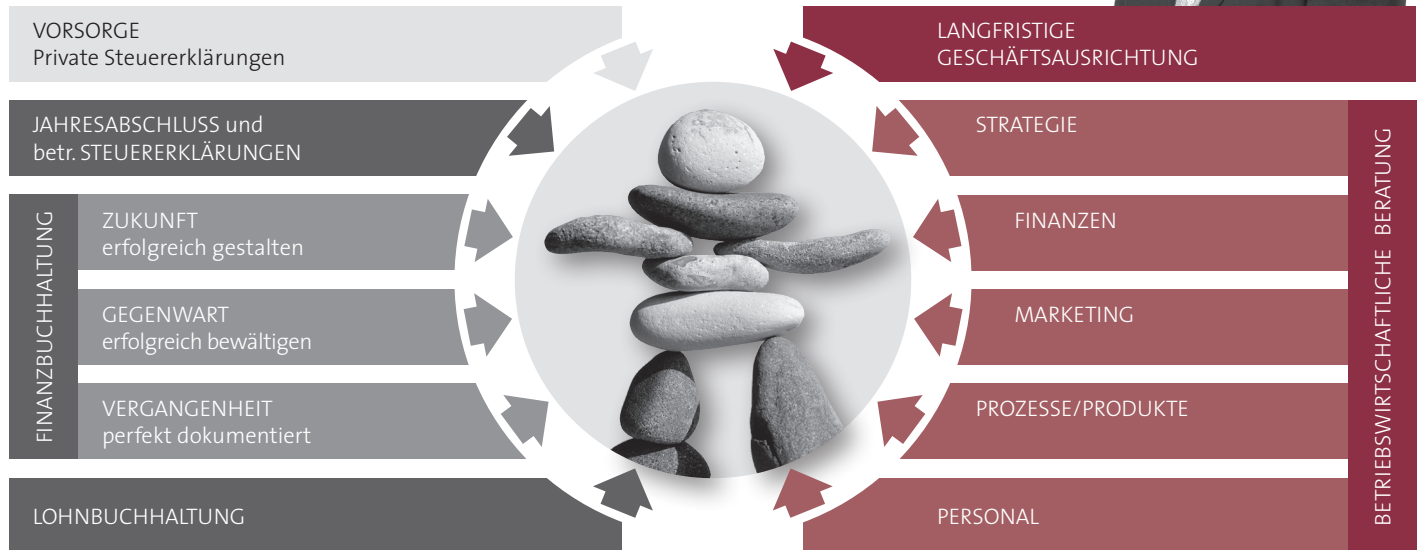 VORSORGE
Private Steuererklärungen
JAHRESABSCHLUSS und
betr. STEUERERKLÄRUNGEN
FINANZBUCHHALTUNG
ZUKUNFT
erfolgreich gestalten
GEGENWART
erfolgreich bewältigen
VERGANGENHEIT
perfekt dokumentiert
LOHNBUCHHALTUNG
LANGFRISTIGE
GESCHÄFTSAUSRICHTUNG
STRATEGIE
FINANZEN
MARKETING
PROZESSE/PRODUKTE
PERSONAL
BETRIEBSWIRTSCHAFTLICHE BERATUNG